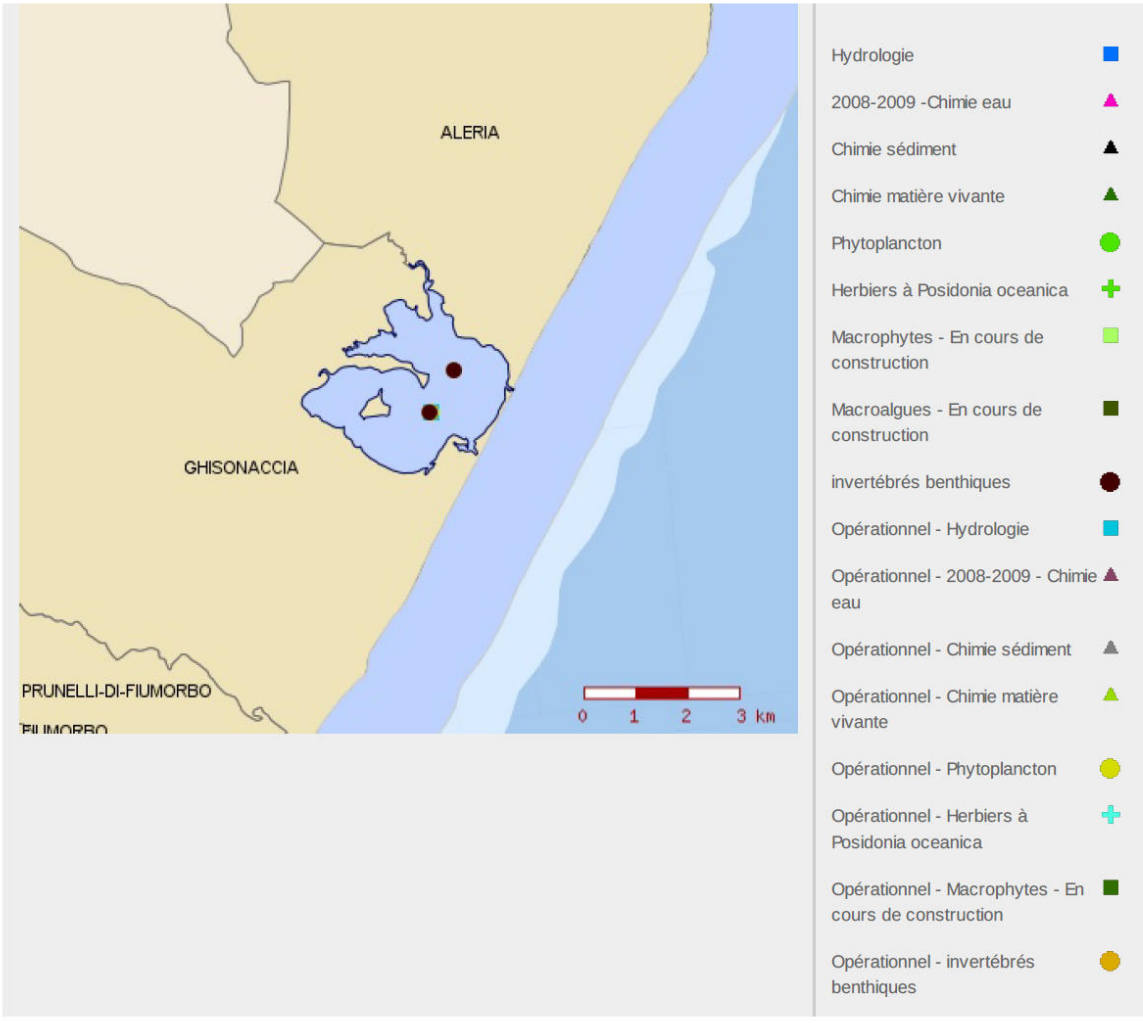 ALERIA
GHISONACCIA
PRUNELLI-DI-FIUMORBO
FIUMORBO
0 1 2 3 km
Hydrologie
2008-2009 -Chimie eau
Chimie sédiment
Chimie matière vivante
Phytoplancton
Herbiers à Posidonia oceanica
Macrophytes - En cours de
construction
Macroalgues - En cours de
construction
invertébrés benthiques
Opérationnel - Hydrologie
Opérationnel - 2008-2009 - Chimie
eau
Opérationnel - Chimie sédiment
Opérationnel - Chimie matière
vivante
Opérationnel - Phytoplancton
Opérationnel - Herbiers à
Posidonia oceanica
Opérationnel - Macrophytes - En
cours de construction
Opérationnel - invertébrés
benthiques